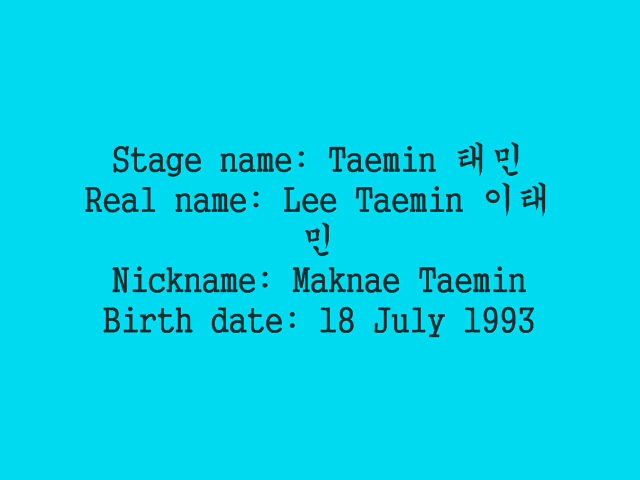 Stage name: Taemin 태민
Real name: Lee Taemin 이태
민
Nickname: Maknae Taemin
Birth date: 18 July 1993